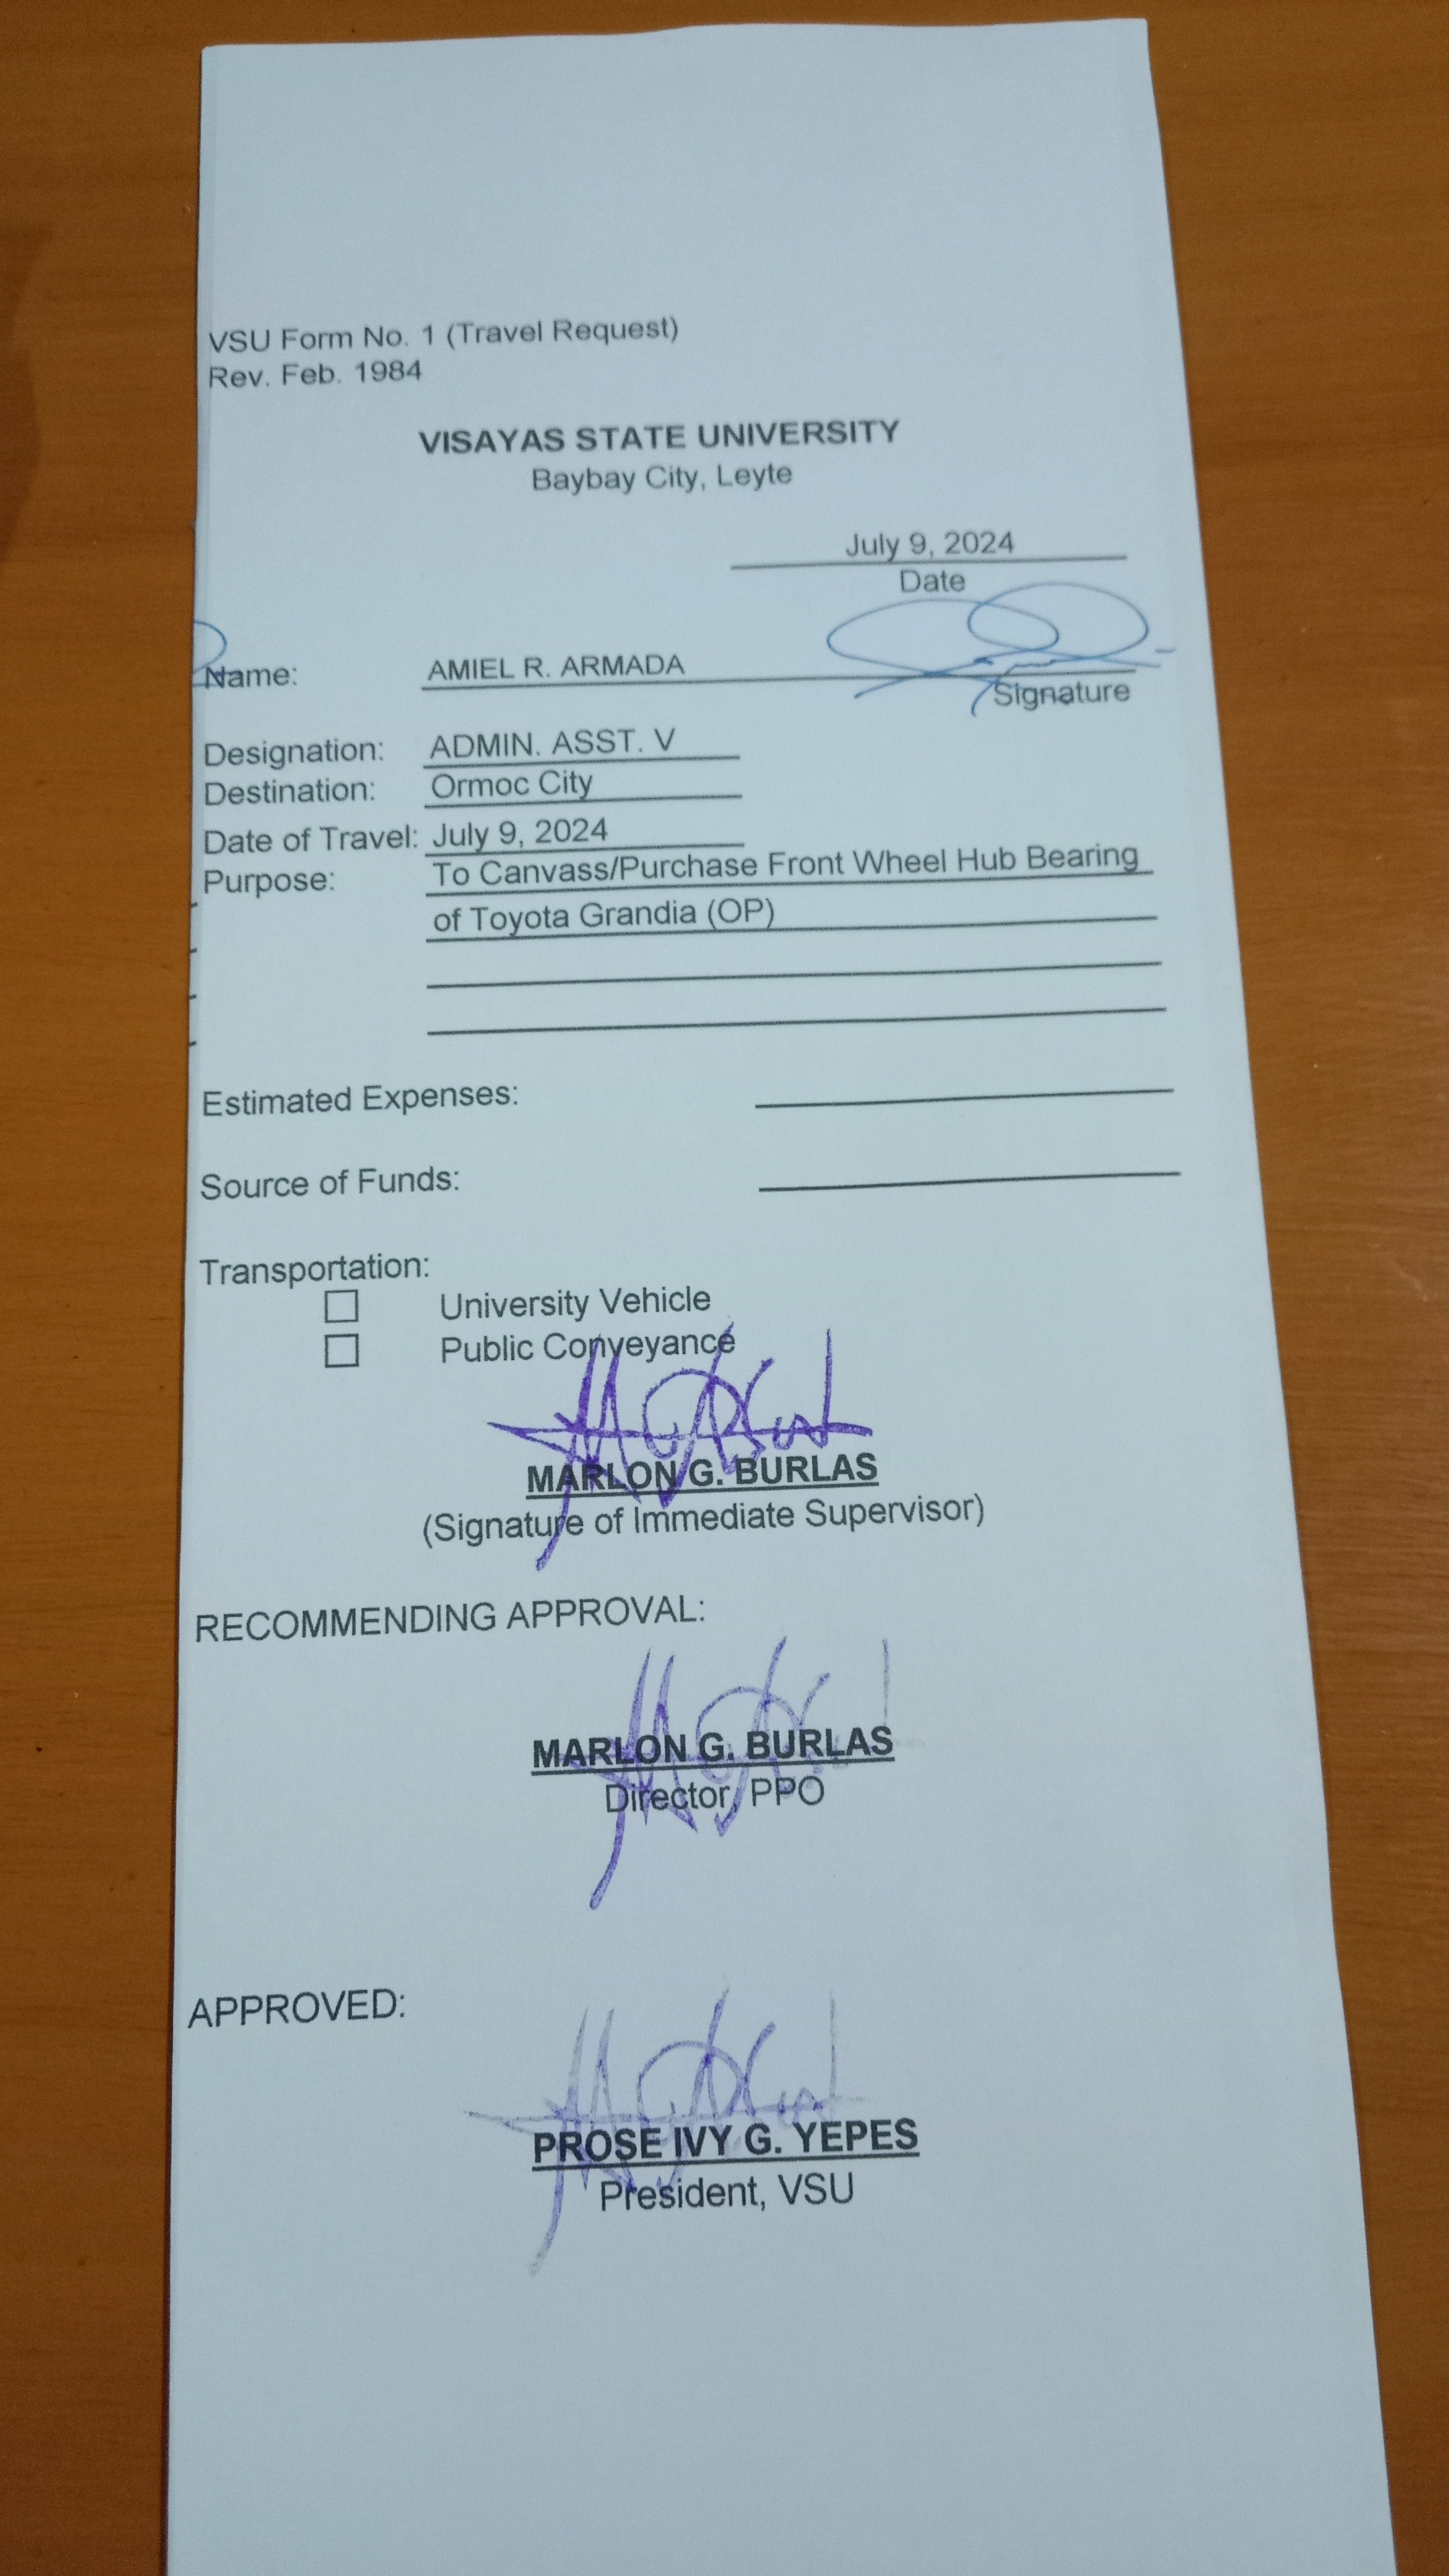 VSU Form No. 1 (Travel Request)
Rev. Feb. 1984
VISAYAS STATE UNIVERSITY
Baybay City, Leyte
July 9, 2024
Date
Name: AMIEL R. ARMADA
Signature
Designation: ADMIN. ASST. V
Destination: Ormoc City
Date of Travel: July 9, 2024
Purpose: To Canvass/Purchase Front Wheel Hub Bearing
of Toyota Grandia (OP)
Estimated Expenses:
Source of Funds:
Transportation:
University Vehicle
Public Conveyance
MARLON G. BURLAS
(Signature of Immediate Supervisor)
RECOMMENDING APPROVAL:
MARLON G. BURLAS
Director, PPO
APPROVED:
PROSE IVY G. YEPES
President, VSU